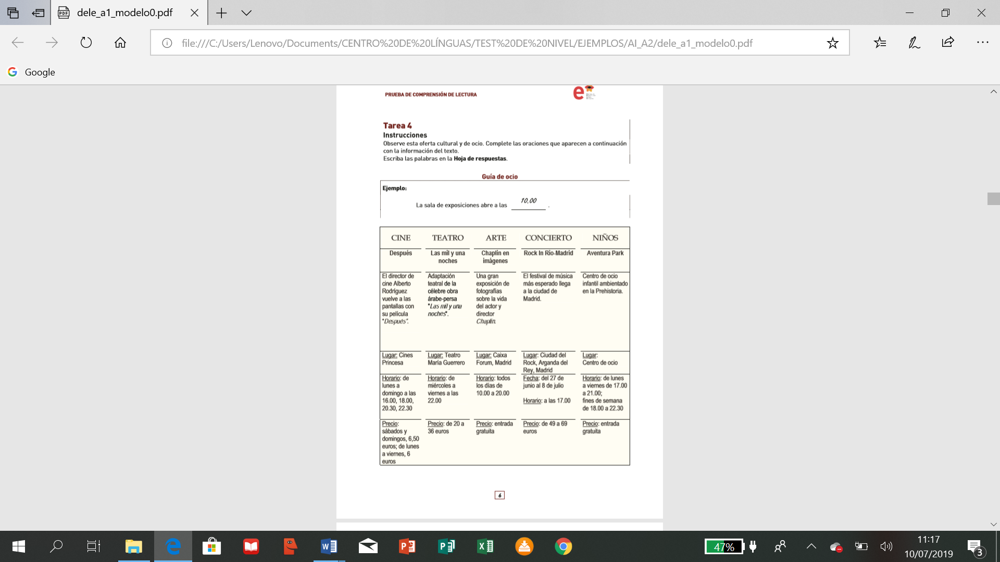 dele_a1_modelo0.pdf
file:///C:/Users/Lenovo/Documents/CENTRO%20DE%20LÍNGUAS/TEST%20DE%20NIVEL/EJEMPLOS/AI_A2/dele_a1_modelo0.pdf
Google
PRUEBA DE COMPRENSIÓN DE LECTURA
Tarea 4
Instrucciones
Observe esta oferta cultural y de ocio. Complete las oraciones que aparecen a continuación
con la información del texto.
Escriba las palabras en la Hoja de respuestas.
Guía de ocio
Ejemplo:
La sala de exposiciones abre a las 10.00 .
CINE
Después
El director de
cine Alberto
Rodríguez
vuelve a las
pantallas con
su película
"Después".
Lugar: Cines
Princesa
Horario: de
lunes a
domingo a las
16.00, 18.00,
20.30, 22.30
Precio:
sábados y
domingos, 6,50
euros; de lunes
a viernes, 6
euros
TEATRO
Las mil y una
noches
Adaptación
teatral de la
célebre obra
árabe-persa
"Las mil y una
noches".
Lugar: Teatro
María Guerrero
Horario: de
miércoles a
viernes a las
22.00
Precio: de 20 a
36 euros
ARTE
Chaplin en
imágenes
Una gran
exposición de
fotografías
sobre la vida
del actor y
director
Chaplin.
Lugar: Caixa
Forum, Madrid
Horario: todos
los días de
10.00 a 20.00
Precio: entrada
gratuita
CONCIERTO
Rock In Rio-Madrid
El festival de música
más esperado llega
a la ciudad de
Madrid.
Lugar: Ciudad del
Rock, Arganda del
Rey, Madrid
Fecha: del 27 de
junio al 8 de julio
Horario: a las 17.00
Precio: de 49 a 69
euros
NIÑOS
Aventura Park
Centro de ocio
infantil ambientado
en la Prehistoria.
Lugar:
Centro de ocio
Horario: de lunes
a viernes de 17.00
a 21.00;
fines de semana
de 18.00 a 22.30
Precio: entrada
gratuita
6
47%
11:17
10/07/2019
3